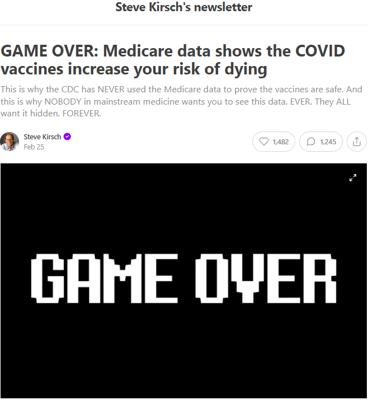 Steve Kirsch's newsletter
GAME OVER: Medicare data shows the COVID
vaccines increase your risk of dying
This is why the CDC has NEVER used the Medicare data to prove the vaccines are safe. And
this is why NOBODY in mainstream medicine wants you to see this data. EVER. They ALL
want it hidden. FOREVER.
Steve Kirsch
Feb 25
1,482
1,245
GAME OVER